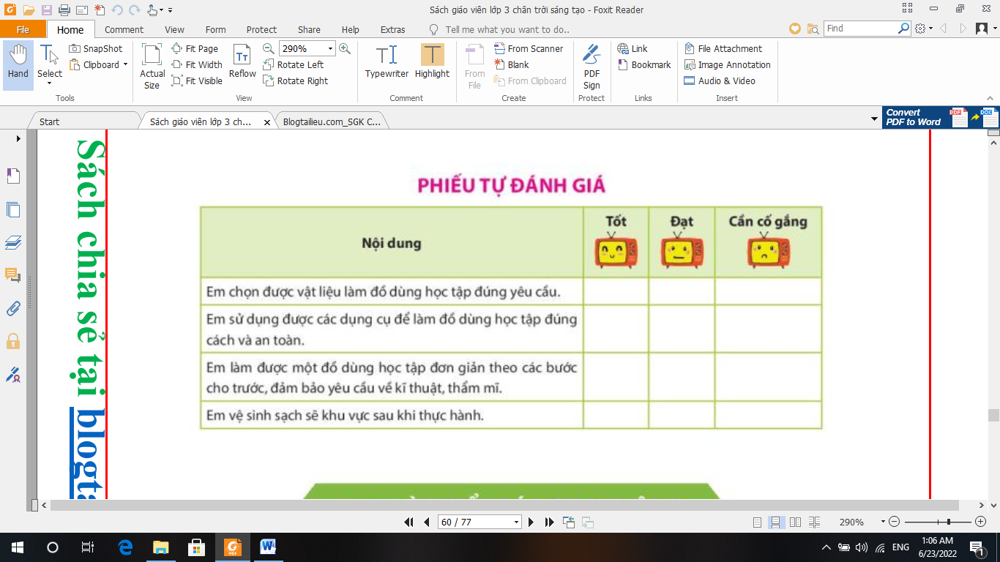 Sách giáo viên lớp 3 chân trời sáng tạo - Foxit Reader
File Home Comment View Form Protect Share Help Extras Tell me what you want to do.. Find
Hand
Select
SnapShot
Clipboard
Tools
Actual Size
Fit Page
Fit Width
Fit Visible
Reflow
290%
Rotate Left
Rotate Right
View
Typewriter
Highlight
Comment
From File
From Scanner
Blank
From Clipboard
Create
PDF Sign
Protect
Link
Bookmark
Links
File Attachment
Image Annotation
Audio & Video
Insert
Start
Sách giáo viên lớp 3 ch...
Blogtailieu.com_SGK C...
Convert
PDF to Word
PDF
DOC
Sách chia sẻ tại blogta
PHIẾU TỰ ĐÁNH GIÁ
Nội dung
Tốt
Đạt
Cần cố gắng
Em chọn được vật liệu làm đồ dùng học tập đúng yêu cầu.
Em sử dụng được các dụng cụ để làm đồ dùng học tập đúng
cách và an toàn.
Em làm được một đồ dùng học tập đơn giản theo các bước
cho trước, đảm bảo yêu cầu về kĩ thuật, thẩm mĩ.
Em vệ sinh sạch sẽ khu vực sau khi thực hành.
60 / 77
290%
ENG
1:06 AM
6/23/2022
1